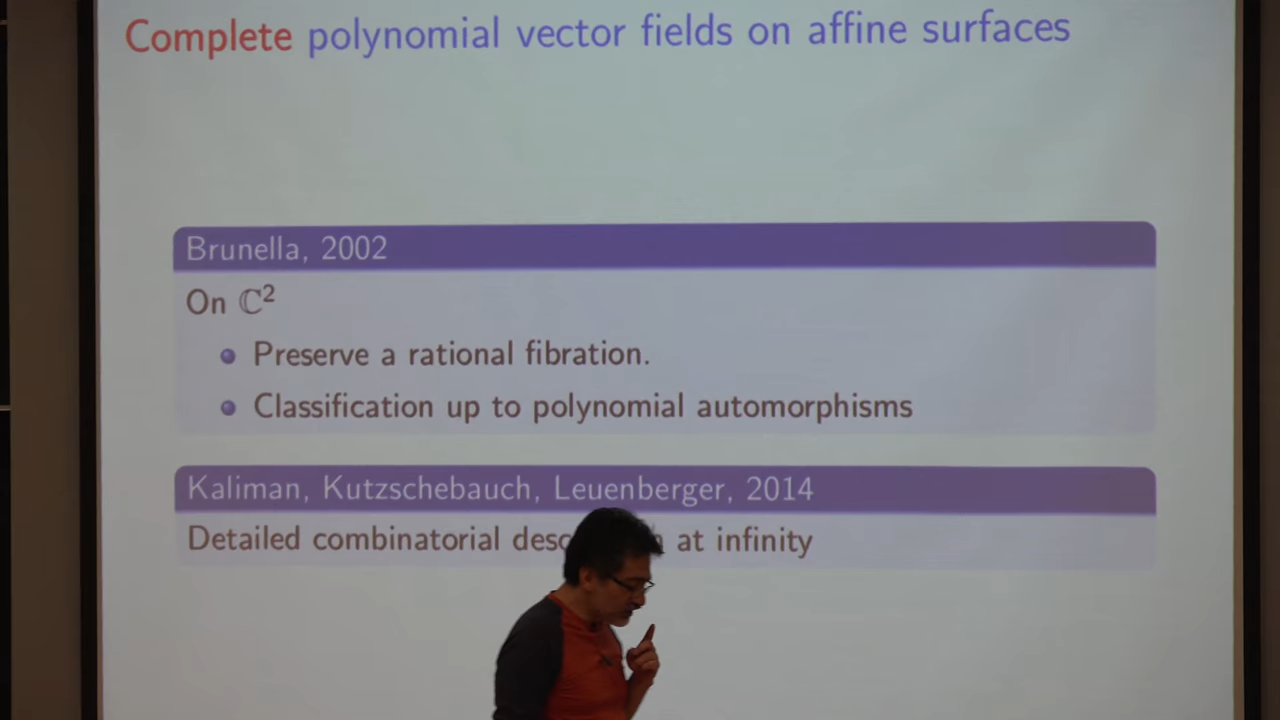 Complete polynomial vector fields on affine surfaces
Brunella, 2002
On ℂ²
Preserve a rational fibration.
Classification up to polynomial automorphisms
Kaliman, Kutzschebauch, Leuenberger, 2014
Detailed combinatorial at infinity